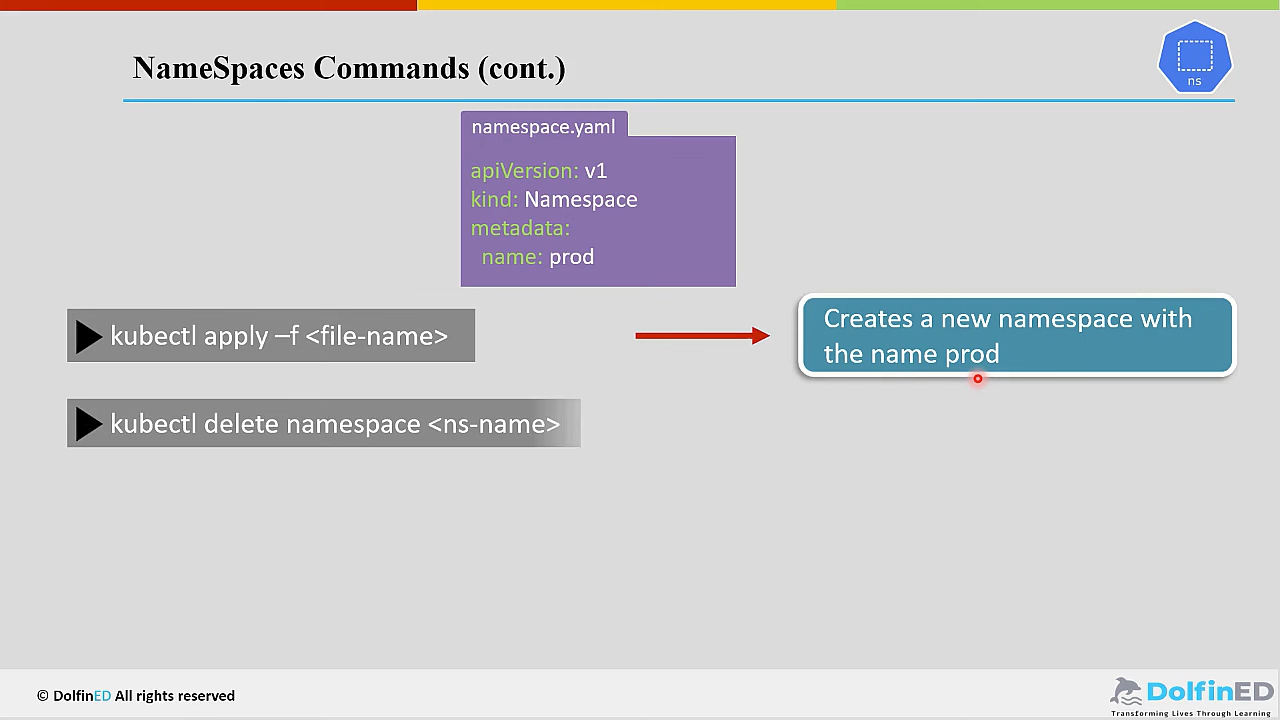 NameSpaces Commands (cont.)
ns
namespace.yaml
apiVersion: v1
kind: Namespace
metadata:
name: prod
kubectl apply –f <file-name>
Creates a new namespace with
the name prod
kubectl delete namespace <ns-name>
© DolfinED All rights reserved
DolfinED
Transforming Lives Through Learning